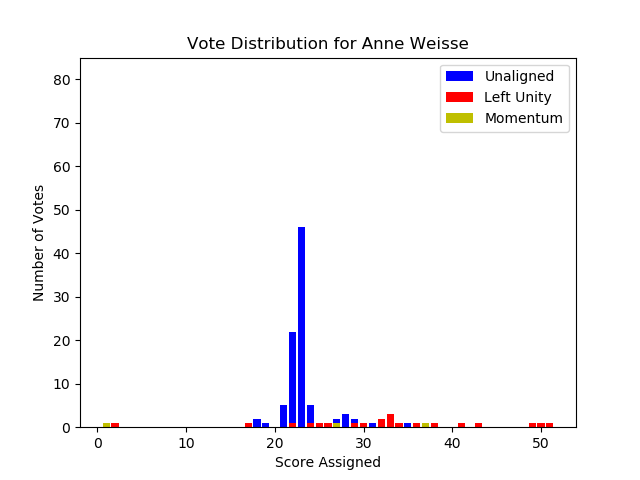 Vote Distribution for Anne Weisse
80
70
60
50
40
30
20
10
0
Number of Votes
Unaligned
Left Unity
Momentum
0 10 20 30 40 50
Score Assigned